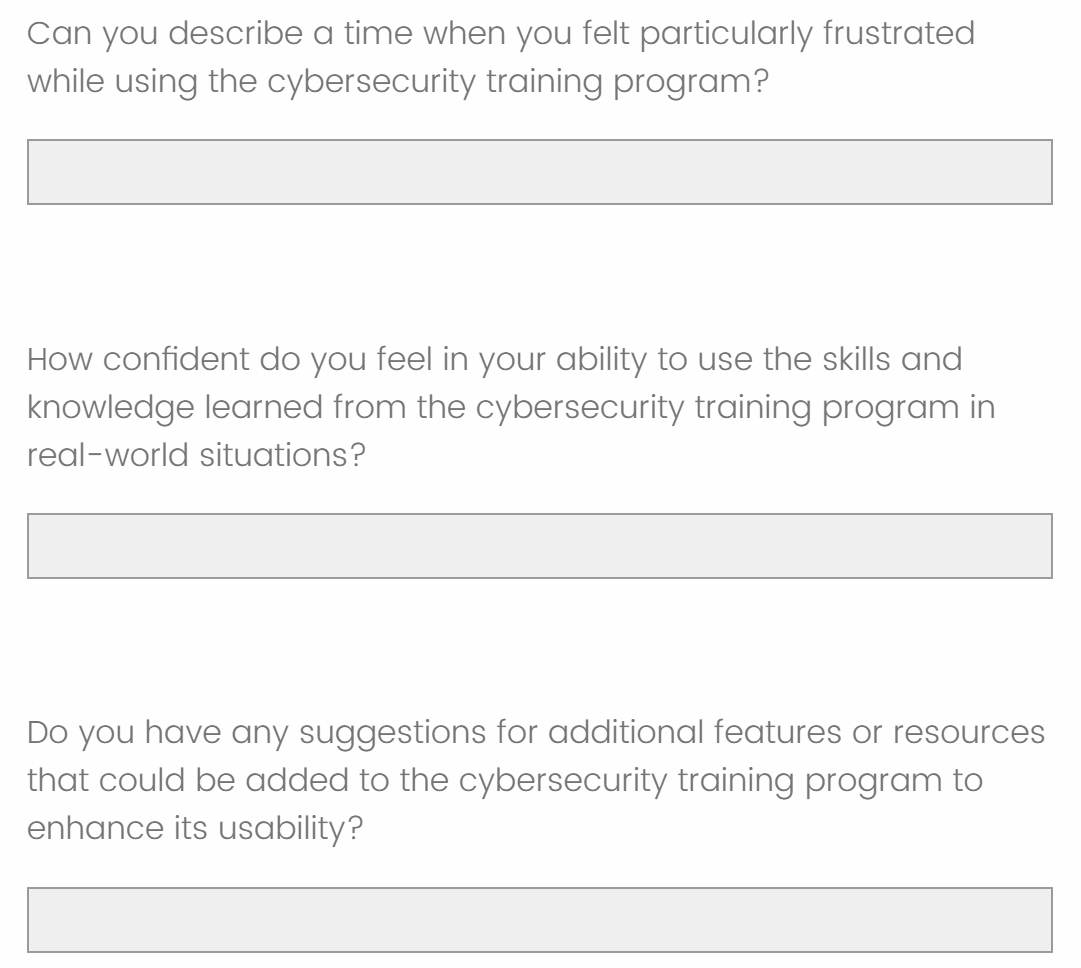 Can you describe a time when you felt particularly frustrated
while using the cybersecurity training program?
How confident do you feel in your ability to use the skills and
knowledge learned from the cybersecurity training program in
real-world situations?
Do you have any suggestions for additional features or resources
that could be added to the cybersecurity training program to
enhance its usability?